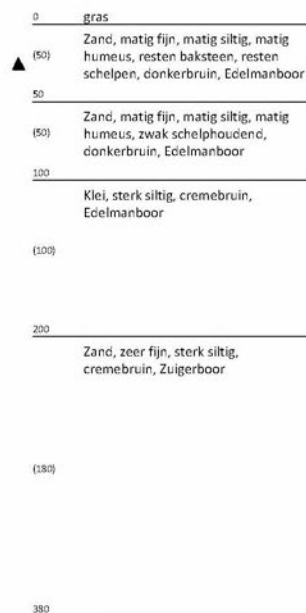 0 gras
Zand, matig fijn, matig siltig, matig
(50) humeus, resten baksteen, resten
schelpen, donkerbruin, Edelmanboor
50
Zand, matig fijn, matig siltig, matig
(50) humeus, zwak schelphoudend,
donkerbruin, Edelmanboor
100
Klei, sterk siltig, cremebruin,
Edelmanboor
(100)
200
Zand, zeer fijn, sterk siltig,
cremebruin, Zuigerboor
(180)
380